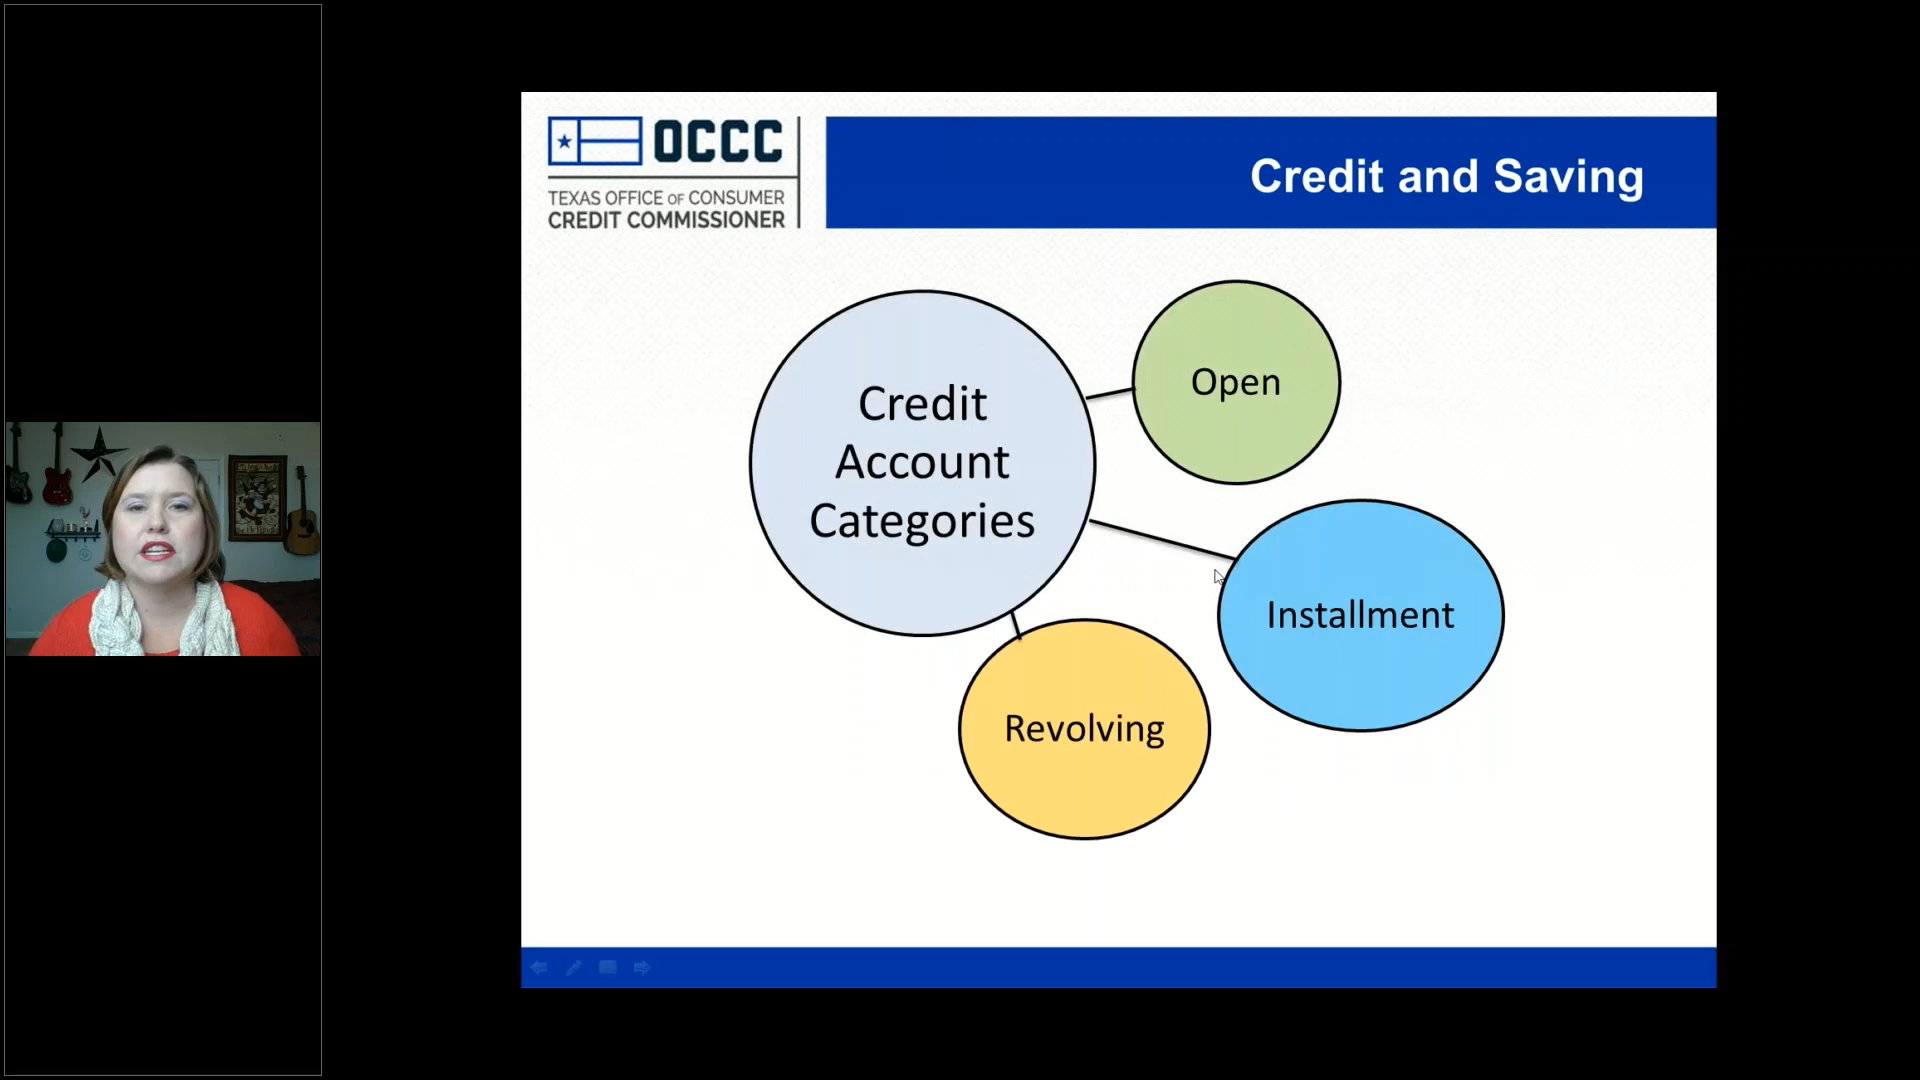 OCCC
TEXAS OFFICE OF CONSUMER
CREDIT COMMISSIONER
Credit and Saving
Credit
Account
Categories
Open
Installment
Revolving